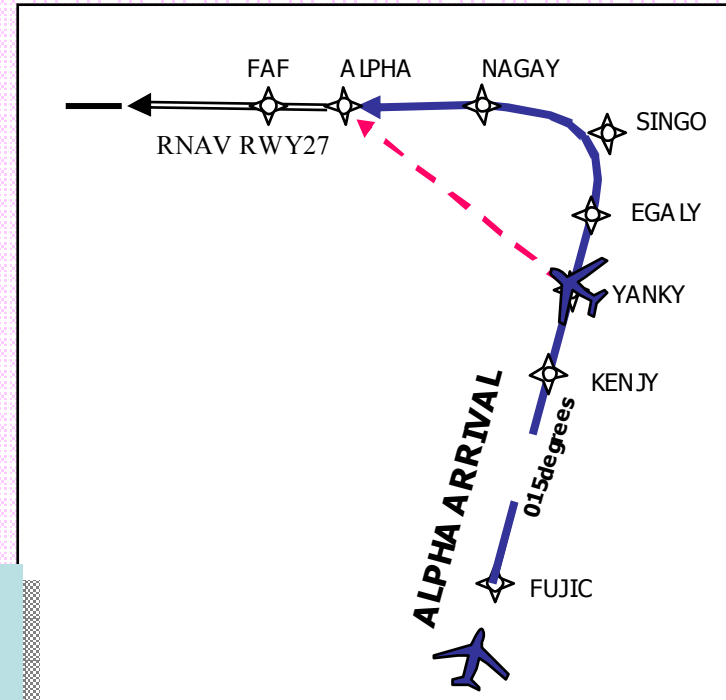 FAF
ALPHA
NAGAY
SINGO
RNAV RWY27
EGALY
YANKY
KENJY
ALPHA ARRIVAL
015degrees
FUJIC